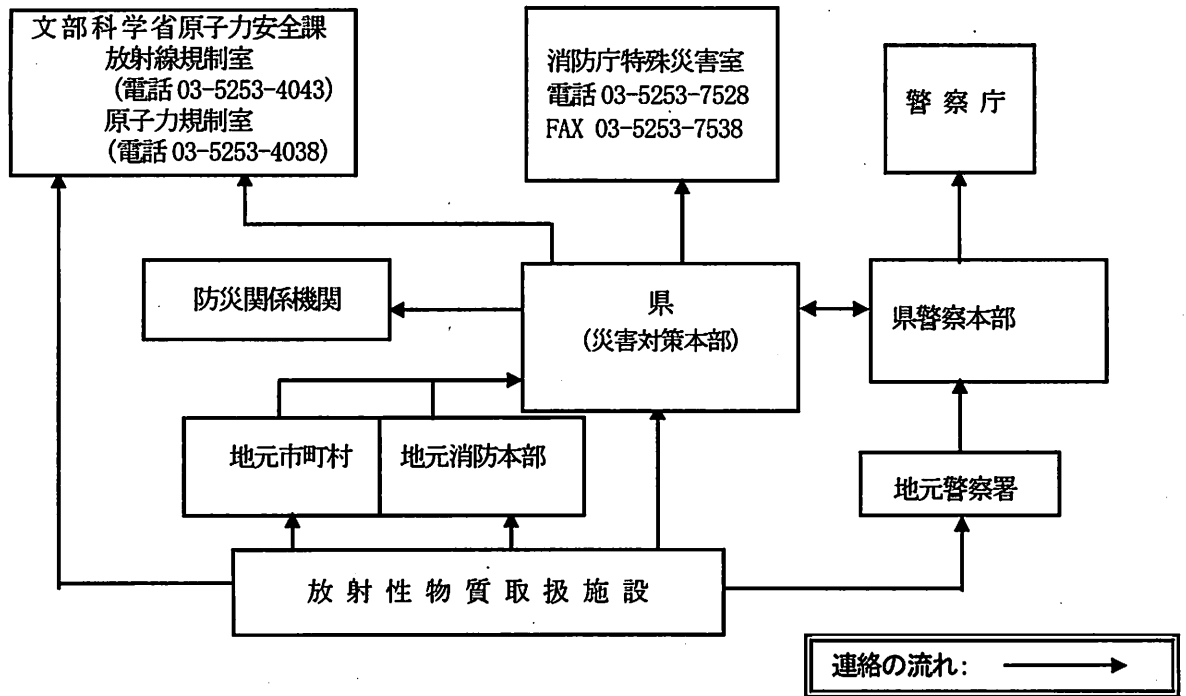 文部科学省原子力安全課
放射線規制室
(電話 03-5253-4043)
原子力規制室
(電話 03-5253-4038)
消防庁特殊災害室
電話 03-5253-7528
FAX 03-5253-7538
警察庁
防災関係機関
県
(災害対策本部)
県警察本部
地元市町村
地元消防本部
地元警察署
放射性物質取扱施設
連絡の流れ: